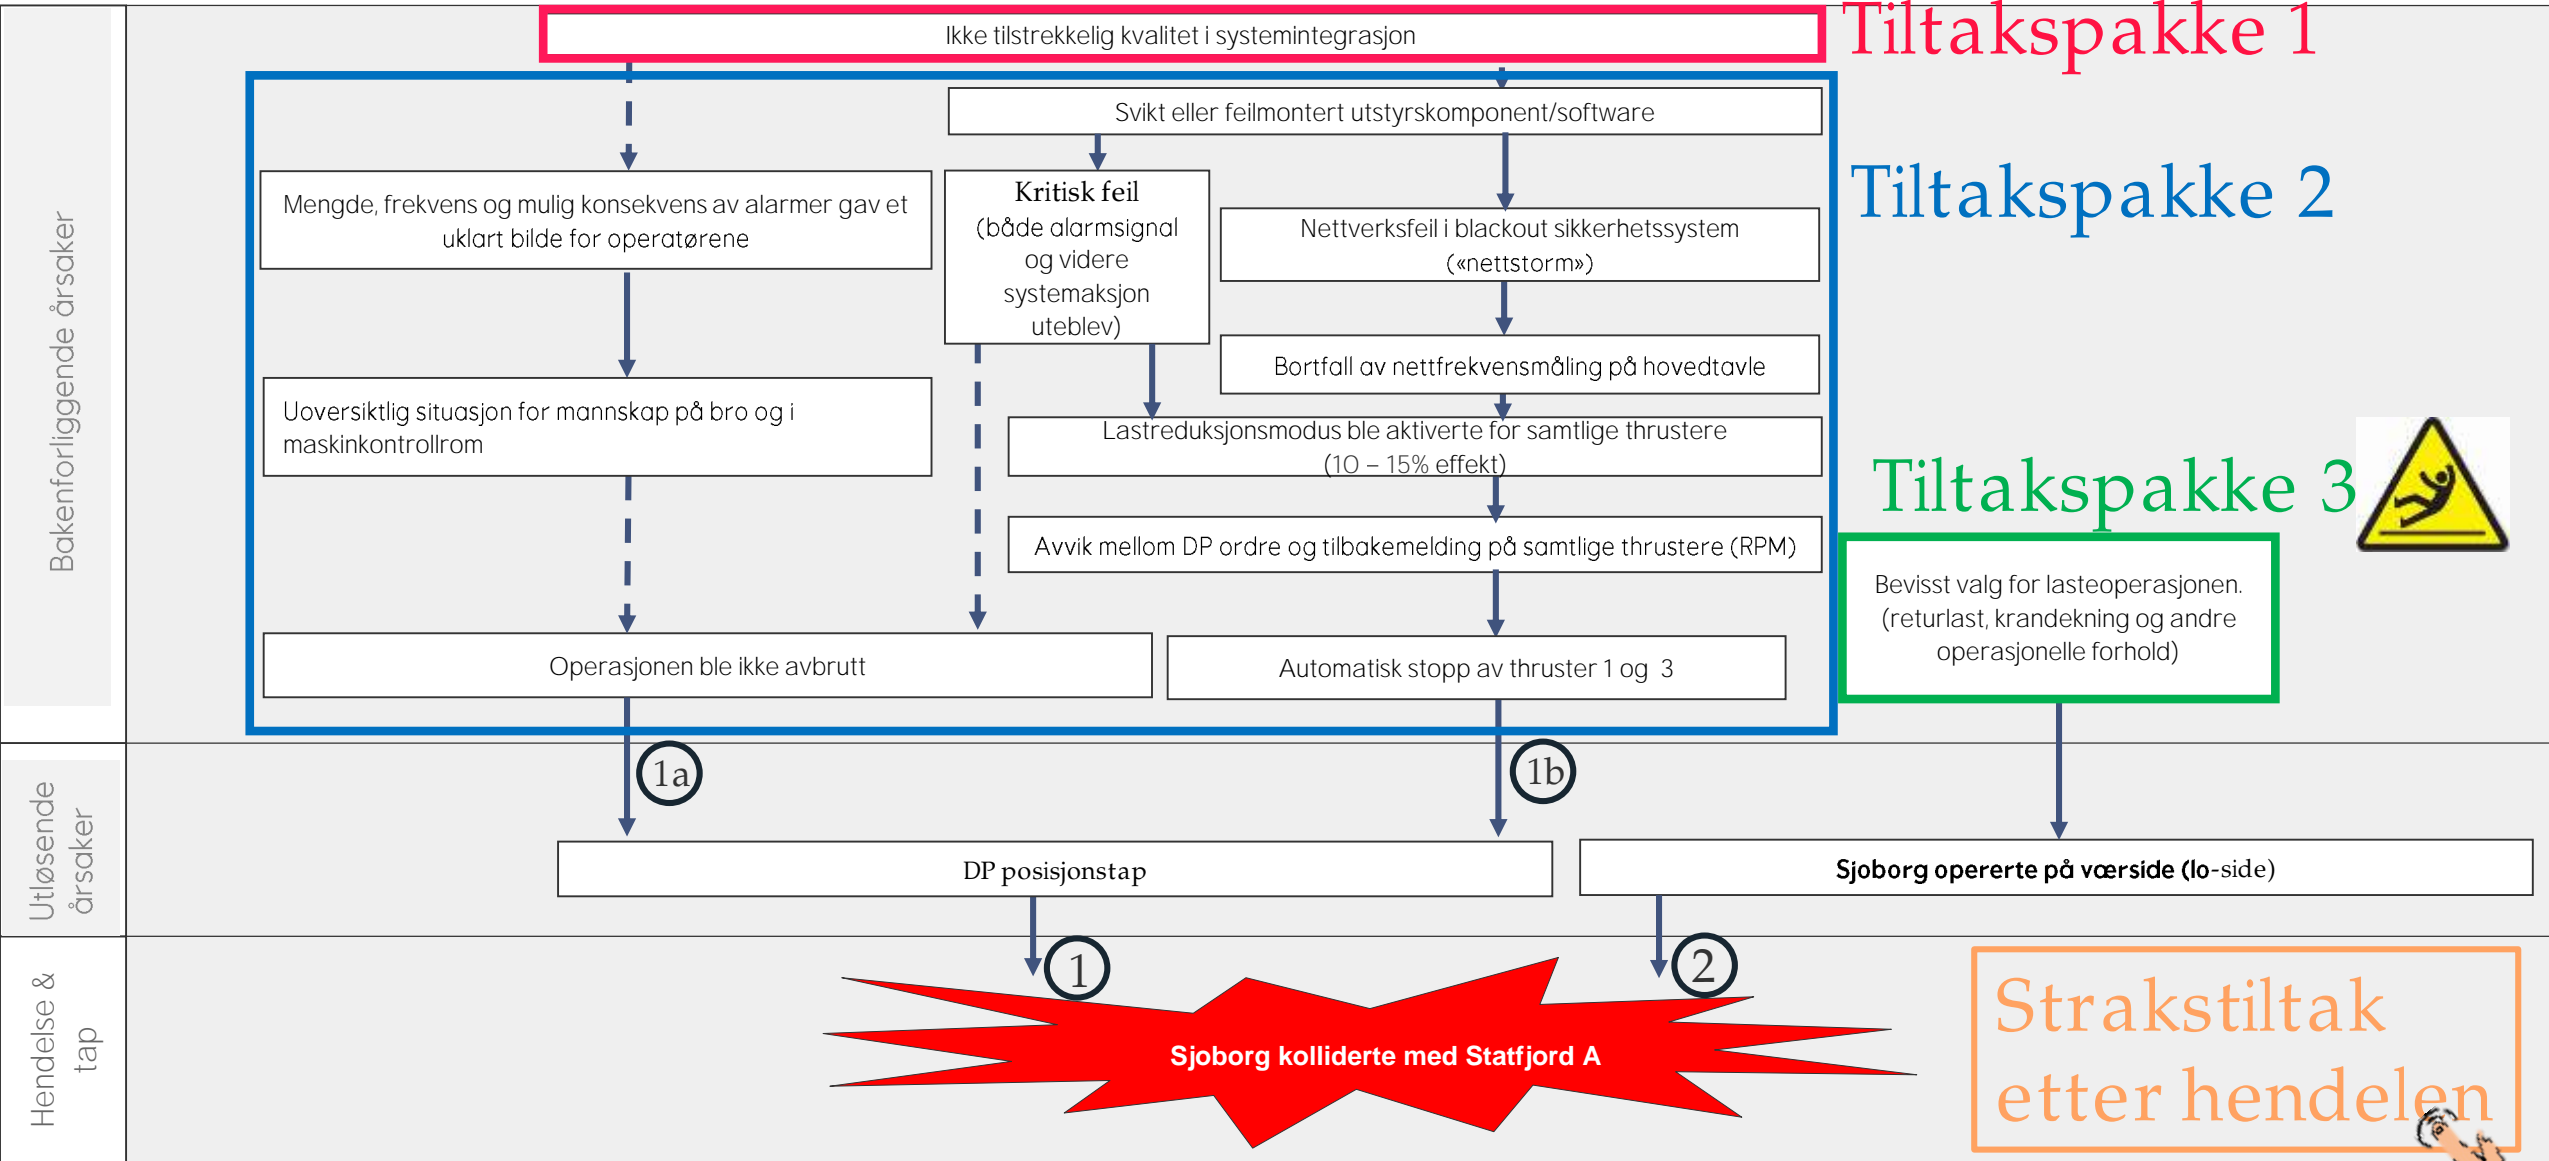 Ikke tilstrekkelig kvalitet i systemintegrasjon
Tiltakspakke 1
Svikt eller feilmontert utstyrskomponent/software
Tiltakspakke 2
Mengde, frekvens og mulig konsekvens av alarmer gav et
uklart bilde for operatørene
Kritisk feil
(både alarmsignal
og videre
systemaksjon
uteblev)
Nettverksfeil i blackout sikkerhetssystem
(«nettstorm»)
Bortfall av nettfrekvensmåling på hovedtavle
Uoversiktlig situasjon for mannskap på bro og i
maskinkontrollrom
Lastreduksjonsmodus ble aktiverte for samtlige thrustere
(10 – 15% effekt)
Tiltakspakke 3
Avvik mellom DP ordre og tilbakemelding på samtlige thrustere (RPM)
Bevisst valg for lasteoperasjonen.
(returlast, krandekning og andre
operasjonelle forhold)
Operasjonen ble ikke avbrutt
Automatisk stopp av thruster 1 og 3
Bakenforliggende årsaker
1a
1b
Utløsende
årsaker
DP posisjonstap
Sjoborg opererte på værside (lo-side)
1
2
Hendelse &
tap
Sjoborg kolliderte med Statfjord A
Strakstiltak
etter hendelen